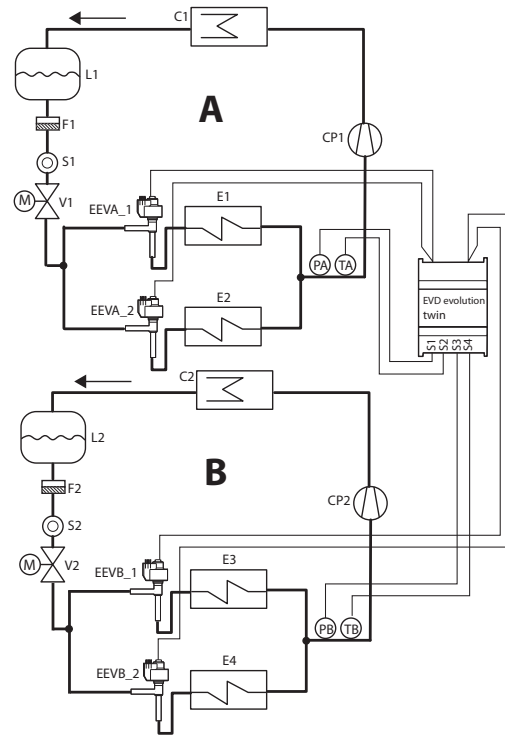 C1
L1
A
F1
CP1
S1
M
V1
EEVA_1
E1
PA
TA
EEVA_2
E2
EVD evolution
twin
S1
S2
S3
S4
C2
L2
B
F2
CP2
S2
M
V2
EEVB_1
E3
PB
TB
EEVB_2
E4